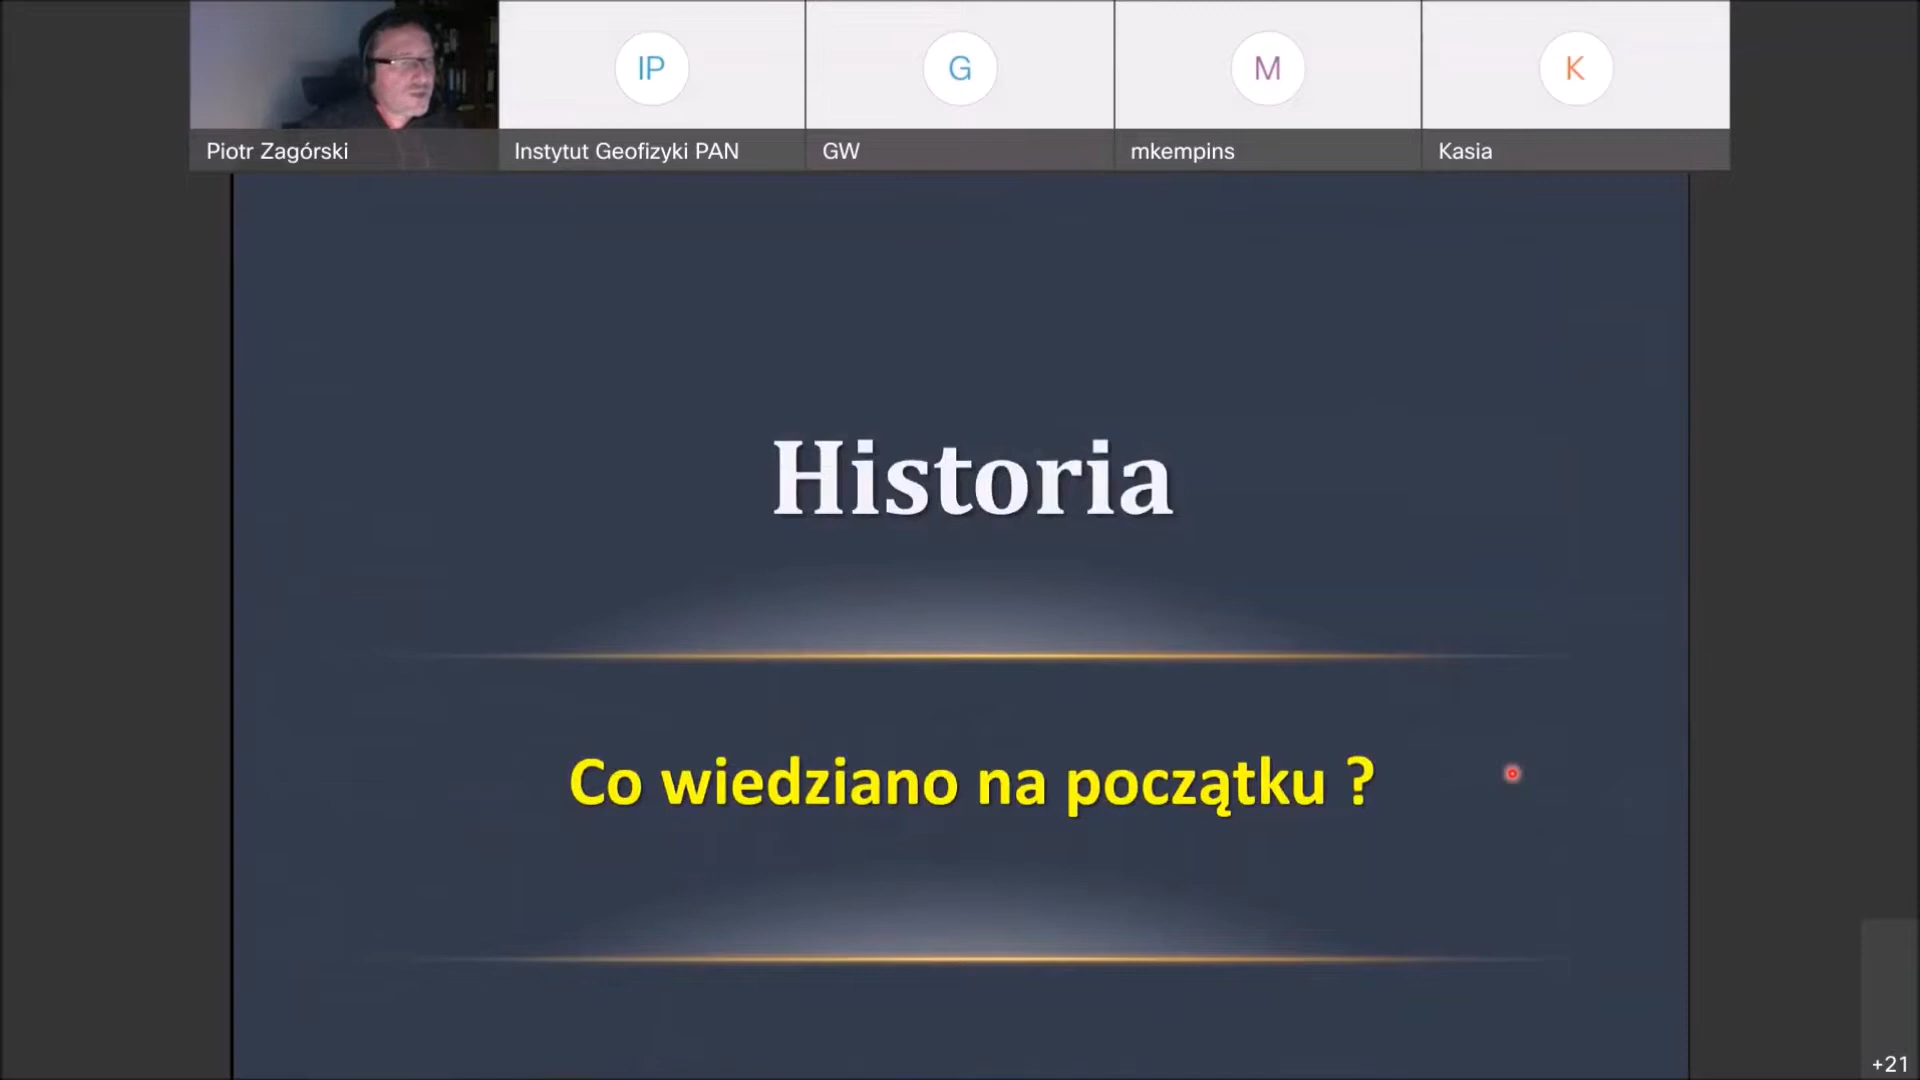 IP
G
M
K
Piotr Zagórski
Instytut Geofizyki PAN
GW
mkempins
Kasia
Historia
Co wiedziano na początku ?
+21